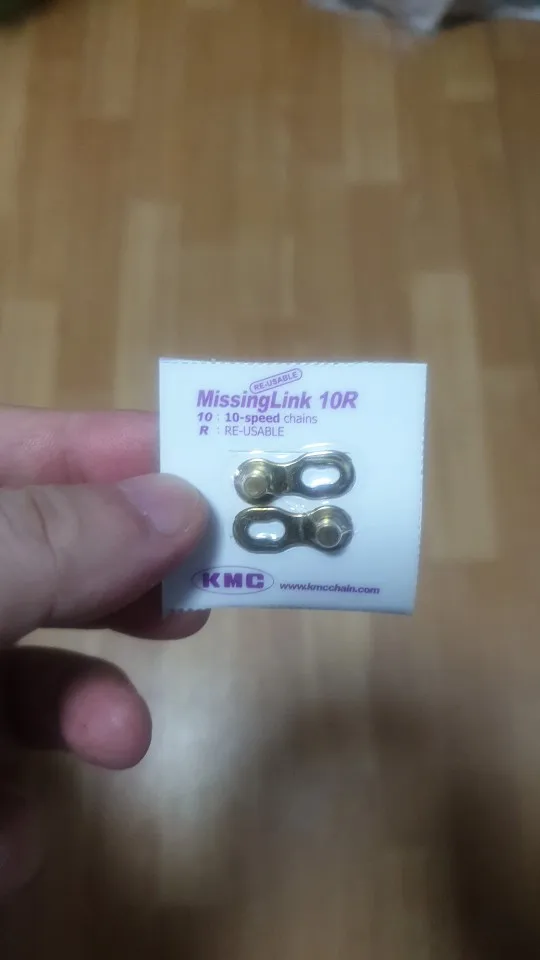 RE-USABLE
MissingLink 10R
10 : 10-speed chains
R : RE-USABLE
KMC www.kmcchain.com